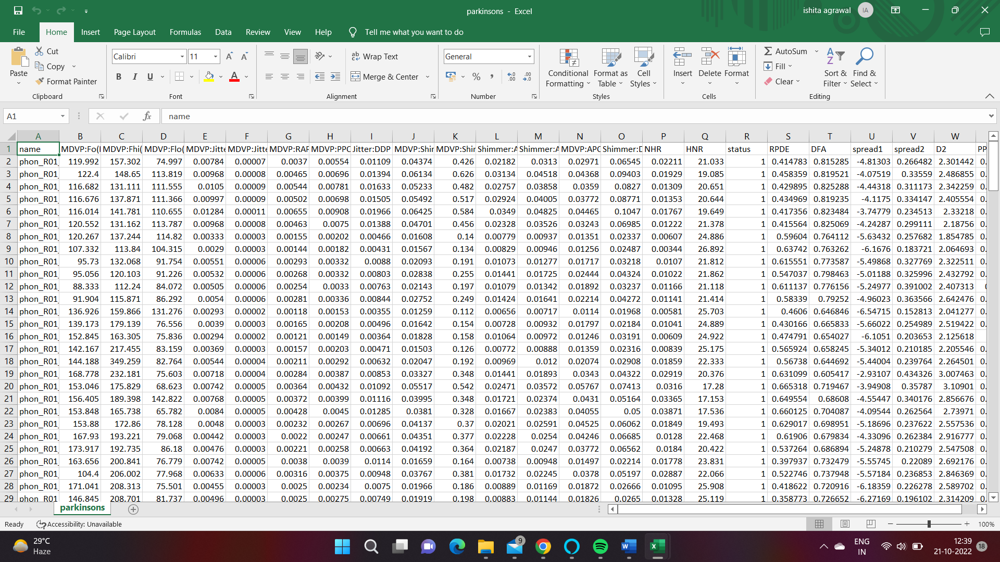 parkinsons - Excel
ishita agrawal IA
File Home Insert Page Layout Formulas Data Review View Help Tell me what you want to do
Paste Cut Copy Format Painter Clipboard
Calibri 11 A A B I U A Font
ab Wrap Text Merge & Center Alignment
General % , Number
Conditional Formatting Format as Table Cell Styles Styles
Insert Delete Format Cells
AutoSum Fill Clear Sort & Filter Find & Select Editing
A1 fx name
A B C D E F G H I J K L M N O P Q R S T U V W
1 name MDVP:Fo( MDVP:Fhi( MDVP:Flo( MDVP:Jitte MDVP:Jitte MDVP:RAP MDVP:PPC Jitter:DDP MDVP:Shir MDVP:Shir Shimmer:A Shimmer:A MDVP:APC Shimmer:D NHR HNR status RPDE DFA spread1 spread2 D2 PP
2 phon_R01_ 119.992 157.302 74.997 0.00784 0.00007 0.0037 0.00554 0.01109 0.04374 0.426 0.02182 0.0313 0.02971 0.06545 0.02211 21.033 1 0.414783 0.815285 -4.81303 0.266482 2.301442 0.
3 phon_R01_ 122.4 148.65 113.819 0.00968 0.00008 0.00465 0.00696 0.01394 0.06134 0.626 0.03134 0.04518 0.04368 0.09403 0.01929 19.085 1 0.458359 0.819521 -4.07519 0.33559 2.486855 0.
4 phon_R01_ 116.682 131.111 111.555 0.0105 0.00009 0.00544 0.00781 0.01633 0.05233 0.482 0.02757 0.03858 0.0359 0.0827 0.01309 20.651 1 0.429895 0.825288 -4.44318 0.311173 2.342259 0.
5 phon_R01_ 116.676 137.871 111.366 0.00997 0.00009 0.00502 0.00698 0.01505 0.05492 0.517 0.02924 0.04005 0.03772 0.08771 0.01353 20.644 1 0.434969 0.819235 -4.1175 0.334147 2.405554 0.
6 phon_R01_ 116.014 141.781 110.655 0.01284 0.00011 0.00655 0.00908 0.01966 0.06425 0.584 0.0349 0.04825 0.04465 0.1047 0.01767 19.649 1 0.417356 0.823484 -3.74779 0.234513 2.33218 0.
7 phon_R01_ 120.552 131.162 113.787 0.00968 0.00008 0.00463 0.0075 0.01388 0.04701 0.456 0.02328 0.03526 0.03243 0.06985 0.01222 21.378 1 0.415564 0.825069 -4.24287 0.299111 2.18756 0.
8 phon_R01_ 120.267 137.244 114.82 0.00333 0.00003 0.00155 0.00202 0.00466 0.01608 0.14 0.00779 0.00937 0.01351 0.02337 0.00607 24.886 1 0.59604 0.764112 -5.63432 0.257682 1.854785 0.
9 phon_R01_ 107.332 113.84 104.315 0.0029 0.00003 0.00144 0.00182 0.00431 0.01567 0.134 0.00829 0.00946 0.01256 0.02487 0.00344 26.892 1 0.63742 0.763262 -6.1676 0.183721 2.064693 0.
10 phon_R01_ 95.73 132.068 91.754 0.00551 0.00006 0.00293 0.00332 0.0088 0.02093 0.191 0.01073 0.01277 0.01717 0.03218 0.0107 21.812 1 0.615551 0.773587 -5.49868 0.327769 2.322511 0.
11 phon_R01_ 95.056 120.103 91.226 0.00532 0.00006 0.00268 0.00332 0.00803 0.02838 0.255 0.01441 0.01725 0.02444 0.04324 0.01022 21.862 1 0.547037 0.798463 -5.01188 0.325996 2.432792 0.
12 phon_R01_ 88.333 112.24 84.072 0.00505 0.00006 0.00254 0.0033 0.00763 0.02143 0.197 0.01079 0.01342 0.01892 0.03237 0.01166 21.118 1 0.611137 0.776156 -5.24977 0.391002 2.407313
13 phon_R01_ 91.904 115.871 86.292 0.0054 0.00006 0.00281 0.00336 0.00844 0.02752 0.249 0.01424 0.01641 0.02214 0.04272 0.01141 21.414 1 0.58339 0.79252 -4.96023 0.363566 2.642476 0.
14 phon_R01_ 136.926 159.866 131.276 0.00293 0.00002 0.00118 0.00153 0.00355 0.01259 0.112 0.00656 0.00717 0.0114 0.01968 0.00581 25.703 1 0.4606 0.646846 -6.54715 0.152813 2.041277 0.
15 phon_R01_ 139.173 179.139 76.556 0.0039 0.00003 0.00165 0.00208 0.00496 0.01642 0.154 0.00728 0.00932 0.01797 0.02184 0.01041 24.889 1 0.430166 0.665833 -5.66022 0.254989 2.519422 0.
16 phon_R01_ 152.845 163.305 75.836 0.00294 0.00002 0.00121 0.00149 0.00364 0.01828 0.158 0.01064 0.00972 0.01246 0.03191 0.00609 24.922 1 0.474791 0.654027 -6.1051 0.203653 2.125618
17 phon_R01_ 142.167 217.455 83.159 0.00369 0.00003 0.00157 0.00203 0.00471 0.01503 0.126 0.00772 0.00888 0.01359 0.02316 0.00839 25.175 1 0.565924 0.658245 -5.34012 0.210185 2.205546 0.
18 phon_R01_ 144.188 349.259 82.764 0.00544 0.00004 0.00211 0.00292 0.00632 0.02047 0.192 0.00969 0.012 0.02074 0.02908 0.01859 22.333 1 0.56738 0.644692 -5.44004 0.239764 2.264501 0.
19 phon_R01_ 168.778 232.181 75.603 0.00718 0.00004 0.00284 0.00387 0.00853 0.03327 0.348 0.01441 0.01893 0.0343 0.04322 0.02919 20.376 1 0.631099 0.605417 -2.93107 0.434326 3.007463 0.
20 phon_R01_ 153.046 175.829 68.623 0.00742 0.00005 0.00364 0.00432 0.01092 0.05517 0.542 0.02471 0.03572 0.05767 0.07413 0.0316 17.28 1 0.665318 0.719467 -3.94908 0.35787 3.10901 0.
21 phon_R01_ 156.405 189.398 142.822 0.00768 0.00005 0.00372 0.00399 0.01116 0.03995 0.348 0.01721 0.02374 0.0431 0.05164 0.03365 17.153 1 0.649554 0.68608 -4.55447 0.340176 2.856676 0.
22 phon_R01_ 153.848 165.738 65.782 0.0084 0.00005 0.00428 0.0045 0.01285 0.0381 0.328 0.01667 0.02383 0.04055 0.05 0.03871 17.536 1 0.660125 0.704087 -4.09544 0.262564 2.73971 0.
23 phon_R01_ 153.88 172.86 78.128 0.0048 0.00003 0.00232 0.00267 0.00696 0.04137 0.37 0.02021 0.02591 0.04525 0.06062 0.01849 19.493 1 0.629017 0.698951 -5.18696 0.237622 2.557536 0.
24 phon_R01_ 167.93 193.221 79.068 0.00442 0.00003 0.0022 0.00247 0.00661 0.04351 0.377 0.02228 0.0254 0.04246 0.06685 0.0128 22.468 1 0.61906 0.679834 -4.33096 0.262384 2.916777 0.
25 phon_R01_ 173.917 192.735 86.18 0.00476 0.00003 0.00221 0.00258 0.00663 0.04192 0.364 0.02187 0.0247 0.03772 0.06562 0.0184 20.422 1 0.537264 0.686894 -5.24878 0.210279 2.547508 0.
26 phon_R01_ 163.656 200.841 76.779 0.00742 0.00005 0.0038 0.0039 0.0114 0.01659 0.164 0.00738 0.00948 0.01497 0.02214 0.01778 23.831 1 0.397937 0.732479 -5.55745 0.22089 2.692176 0.
27 phon_R01_ 104.4 206.002 77.968 0.00633 0.00006 0.00316 0.00375 0.00948 0.03767 0.381 0.01732 0.02245 0.0378 0.05197 0.02887 22.066 1 0.522746 0.737948 -5.57184 0.236853 2.846369 0.
28 phon_R01_ 171.041 208.313 75.501 0.00455 0.00003 0.0025 0.00234 0.0075 0.01966 0.186 0.00889 0.01169 0.01872 0.02666 0.01095 25.908 1 0.418622 0.720916 -6.18359 0.226278 2.589702 0.
29 phon_R01_ 146.845 208.701 81.737 0.00496 0.00003 0.0025 0.00275 0.00749 0.01919 0.198 0.00883 0.01144 0.01826 0.0265 0.01328 25.119 1 0.358773 0.726652 -6.27169 0.196102 2.314209 0.
parkinsons
Ready Accessibility: Unavailable 100%
29°C
Haze
9
ENG
IN
12:39
21-10-2022
18